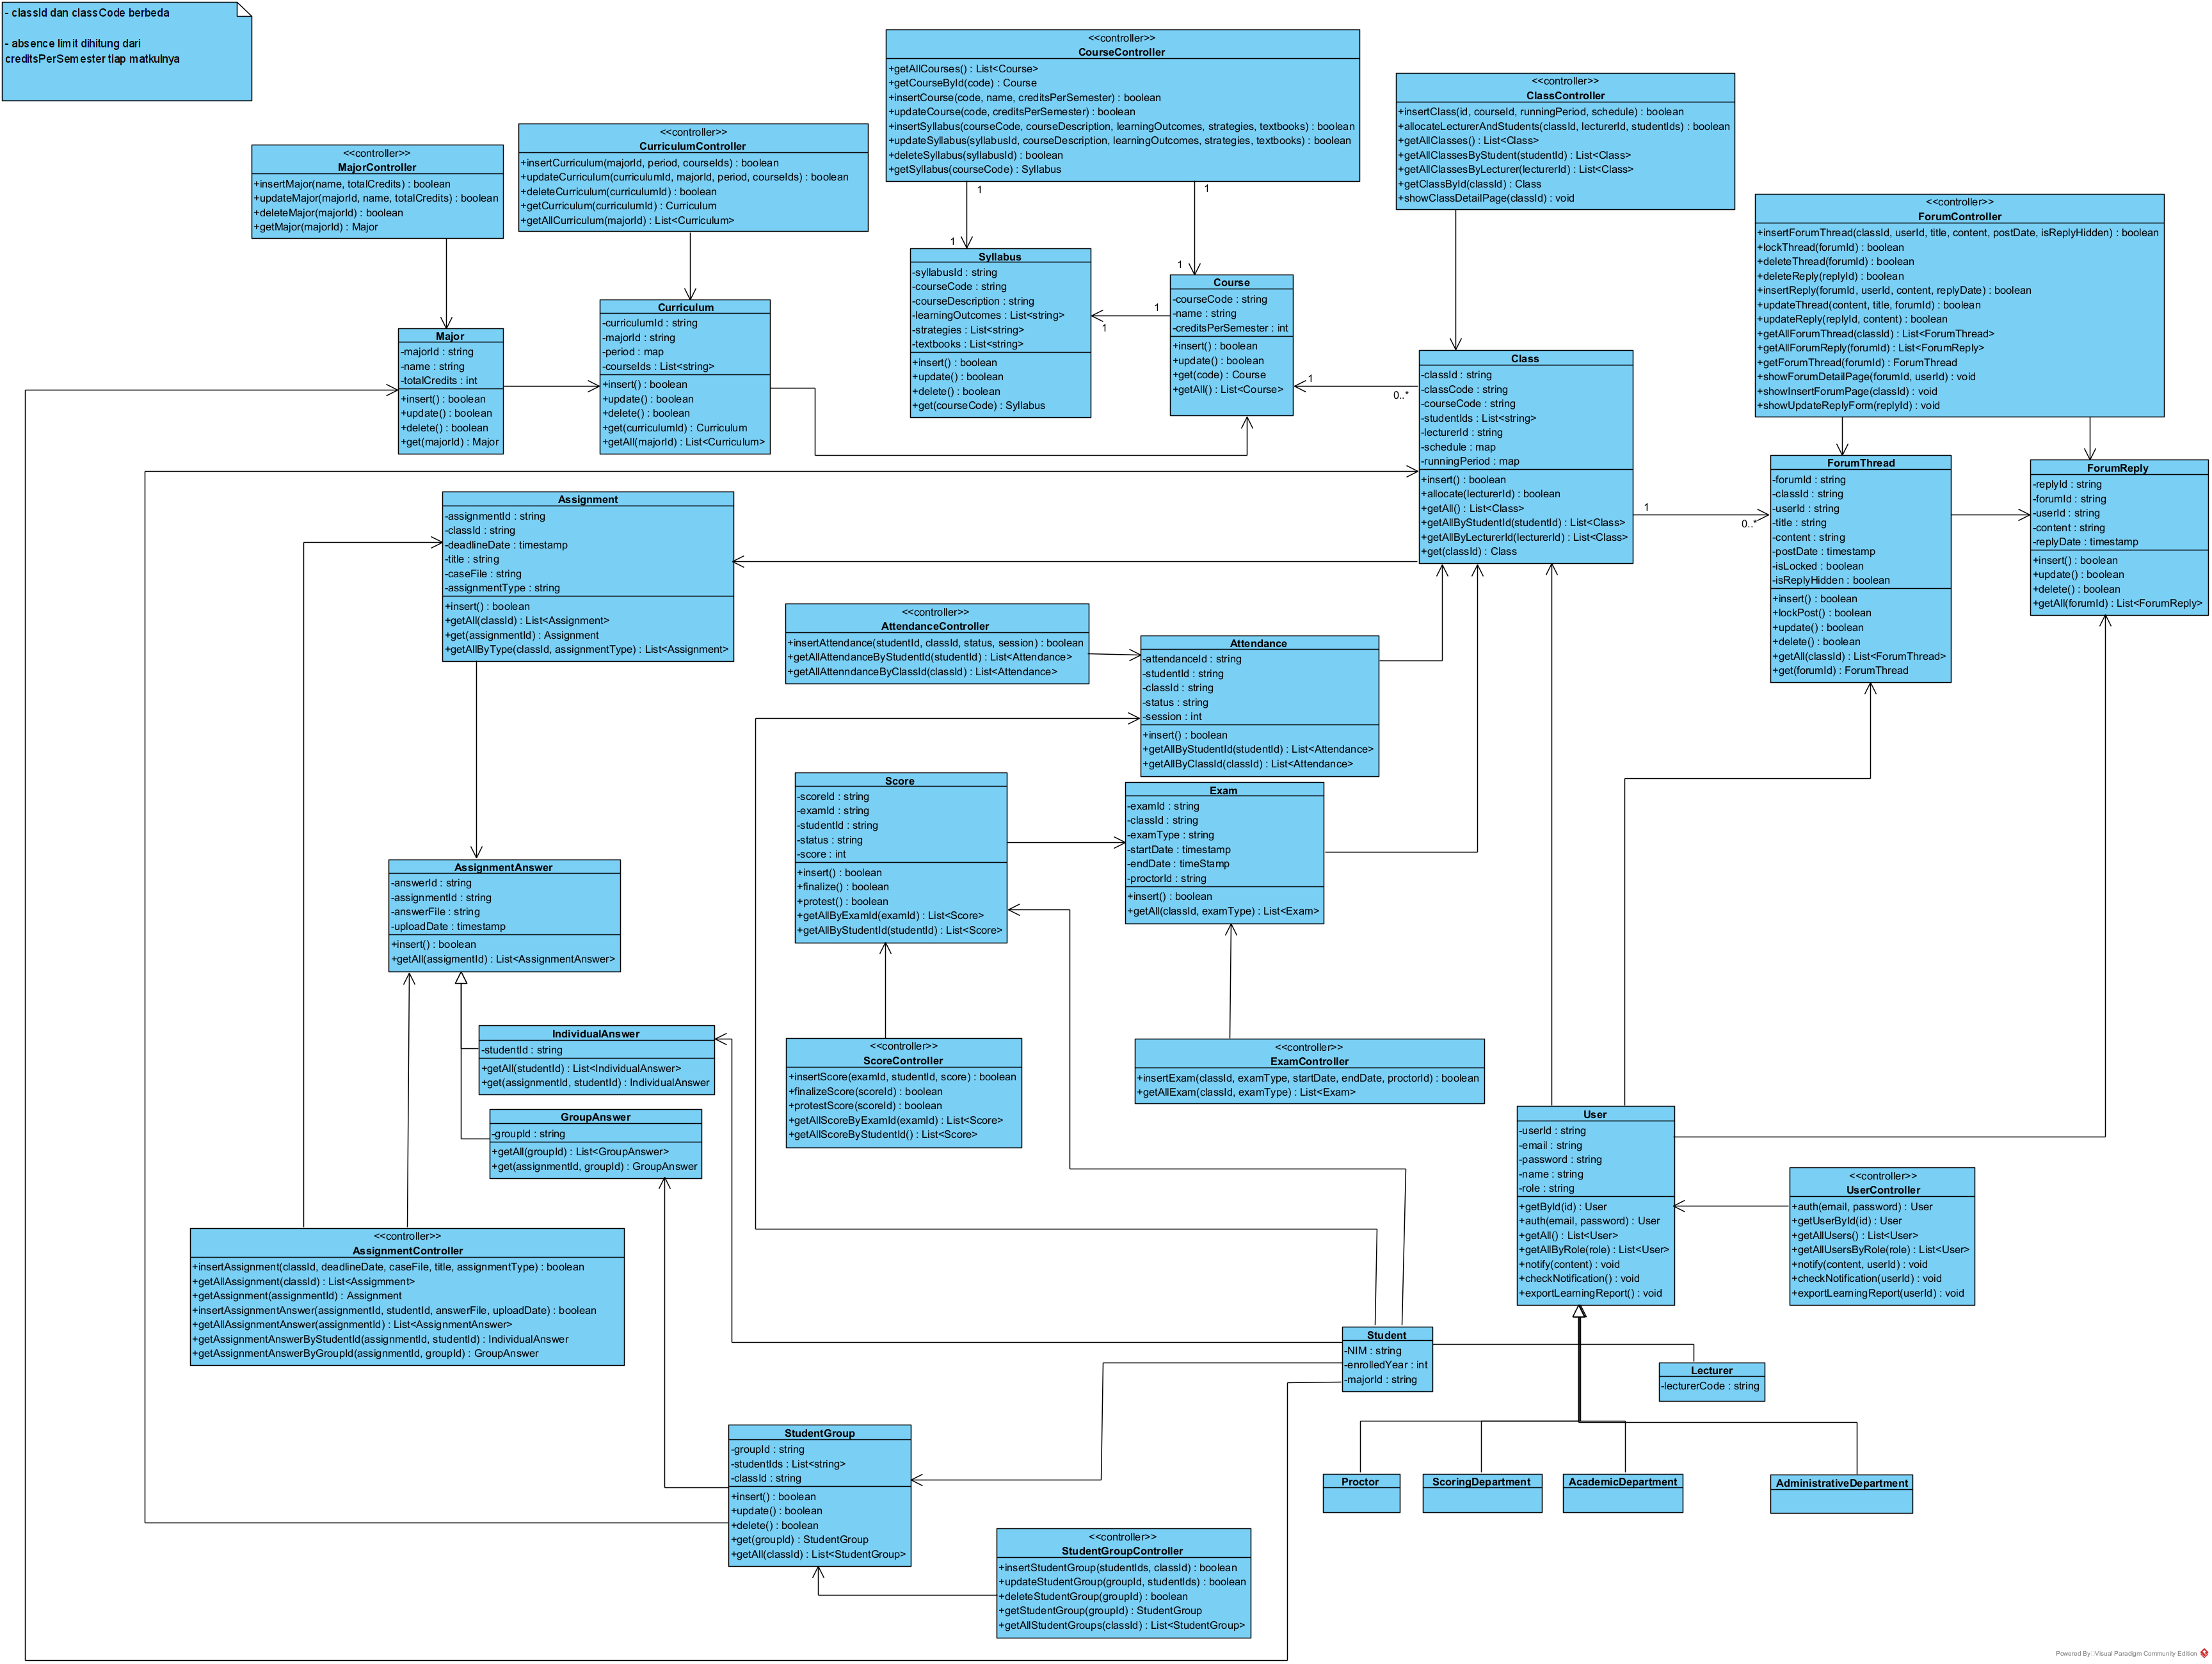 - classId dan classCode berbeda
- absence limit dihitung dari
creditsPerSemester tiap matkulnya
<<controller>>
MajorController
+insertMajor(name, totalCredits) : boolean
+updateMajor(majorId, name, totalCredits) : boolean
+deleteMajor(majorId) : boolean
+getMajor(majorId) : Major
<<controller>>
CurriculumController
+insertCurriculum(majorId, period, courseIds) : boolean
+updateCurriculum(curriculumId, majorId, period, courseIds) : boolean
+deleteCurriculum(curriculumId) : boolean
+getCurriculum(curriculumId) : Curriculum
+getAllCurriculum(majorId) : List<Curriculum>
<<controller>>
CourseController
+getAllCourses() : List<Course>
+getCourseById(code) : Course
+insertCourse(code, name, creditsPerSemester) : boolean
+updateCourse(code, creditsPerSemester) : boolean
+insertSyllabus(courseCode, courseDescription, learningOutcomes, strategies, textbooks) : boolean
+updateSyllabus(syllabusId, courseDescription, learningOutcomes, strategies, textbooks) : boolean
+deleteSyllabus(syllabusId) : boolean
+getSyllabus(courseCode) : Syllabus
<<controller>>
ClassController
+insertClass(id, courseId, runningPeriod, schedule) : boolean
+allocateLecturerAndStudents(classId, lecturerId, studentIds) : boolean
+getAllClasses() : List<Class>
+getAllClassesByStudent(studentId) : List<Class>
+getAllClassesByLecturer(lecturerId) : List<Class>
+getClassById(classId) : Class
+showClassDetailPage(classId) : void
<<controller>>
ForumController
+insertForumThread(classId, userId, title, content, postDate, isReplyHidden) : boolean
+lockThread(forumId) : boolean
+deleteThread(forumId) : boolean
+deleteReply(replyId) : boolean
+insertReply(forumId, userId, content, replyDate) : boolean
+updateThread(content, title, forumId) : boolean
+updateReply(replyId, content) : boolean
+getAllForumThread(classId) : List<ForumThread>
+getAllForumReply(forumId) : List<ForumReply>
+getForumThread(forumId) : ForumThread
+showForumDetailPage(forumId, userId) : void
+showInsertForumPage(classId) : void
+showUpdateReplyForm(replyId) : void
1
1
1
1
Major
-majorId : string
-name : string
-totalCredits : int
+insert() : boolean
+update() : boolean
+delete() : boolean
+get(majorId) : Major
Curriculum
-curriculumId : string
-majorId : string
-period : map
-courseIds : List<string>
+insert() : boolean
+update() : boolean
+delete() : boolean
+get(curriculumId) : Curriculum
+getAll(majorId) : List<Curriculum>
Syllabus
-syllabusId : string
-courseCode : string
-courseDescription : string
-learningOutcomes : List<string>
-strategies : List<string>
-textbooks : List<string>
+insert() : boolean
+update() : boolean
+delete() : boolean
+get(courseCode) : Syllabus
1
1
Course
-courseCode : string
-name : string
-creditsPerSemester : int
+insert() : boolean
+update() : boolean
+get(code) : Course
+getAll() : List<Course>
1
0..*
Class
-classId : string
-classCode : string
-courseCode : string
-studentIds : List<string>
-lecturerId : string
-schedule : map
-runningPeriod : map
+insert() : boolean
+allocate(lecturerId) : boolean
+getAll() : List<Class>
+getAllByStudentId(studentId) : List<Class>
+getAllByLecturerId(lecturerId) : List<Class>
+get(classId) : Class
1
0..*
ForumThread
-forumId : string
-classId : string
-userId : string
-title : string
-content : string
-postDate : timestamp
-isLocked : boolean
-isReplyHidden : boolean
+insert() : boolean
+lockPost() : boolean
+update() : boolean
+delete() : boolean
+getAll(classId) : List<ForumThread>
+get(forumId) : ForumThread
ForumReply
-replyId : string
-forumId : string
-userId : string
-content : string
-replyDate : timestamp
+insert() : boolean
+update() : boolean
+delete() : boolean
+getAll(forumId) : List<ForumReply>
Assignment
-assignmentId : string
-classId : string
-deadlineDate : timestamp
-title : string
-caseFile : string
-assignmentType : string
+insert() : boolean
+getAll(classId) : List<Assignment>
+get(assignmentId) : Assignment
+getAllByType(classId, assignmentType) : List<Assignment>
<<controller>>
AttendanceController
+insertAttendance(studentId, classId, status, session) : boolean
+getAllAttendanceByStudentId(studentId) : List<Attendance>
+getAllAttenndanceByClassId(classId) : List<Attendance>
Attendance
-attendanceId : string
-studentId : string
-classId : string
-status : string
-session : int
+insert() : boolean
+getAllByStudentId(studentId) : List<Attendance>
+getAllByClassId(classId) : List<Attendance>
Score
-scoreId : string
-examId : string
-studentId : string
-status : string
-score : int
+insert() : boolean
+finalize() : boolean
+protest() : boolean
+getAllByExamId(examId) : List<Score>
+getAllByStudentId(studentId) : List<Score>
Exam
-examId : string
-classId : string
-examType : string
-startDate : timestamp
-endDate : timeStamp
-proctorId : string
+insert() : boolean
+getAll(classId, examType) : List<Exam>
AssignmentAnswer
-answerId : string
-assignmentId : string
-answerFile : string
-uploadDate : timestamp
+insert() : boolean
+getAll(assigmentId) : List<AssignmentAnswer>
IndividualAnswer
-studentId : string
+getAll(studentId) : List<IndividualAnswer>
+get(assignmentId, studentId) : IndividualAnswer
GroupAnswer
-groupId : string
+getAll(groupId) : List<GroupAnswer>
+get(assignmentId, groupId) : GroupAnswer
<<controller>>
ScoreController
+insertScore(examId, studentId, score) : boolean
+finalizeScore(scoreId) : boolean
+protestScore(scoreId) : boolean
+getAllScoreByExamId(examId) : List<Score>
+getAllScoreByStudentId() : List<Score>
<<controller>>
ExamController
+insertExam(classId, examType, startDate, endDate, proctorId) : boolean
+getAllExam(classId, examType) : List<Exam>
User
-userId : string
-email : string
-password : string
-name : string
-role : string
+getById(id) : User
+auth(email, password) : User
+getAll() : List<User>
+getAllByRole(role) : List<User>
+notify(content) : void
+checkNotification() : void
+exportLearningReport() : void
<<controller>>
UserController
+auth(email, password) : User
+getUserById(id) : User
+getAllUsers() : List<User>
+getAllUsersByRole(role) : List<User>
+notify(content, userId) : void
+checkNotification(userId) : void
+exportLearningReport(userId) : void
<<controller>>
AssignmentController
+insertAssignment(classId, deadlineDate, caseFile, title, assignmentType) : boolean
+getAllAssignment(classId) : List<Assigmment>
+getAssignment(assignmentId) : Assignment
+insertAssignmentAnswer(assignmentId, studentId, answerFile, uploadDate) : boolean
+getAllAssignmentAnswer(assignmentId) : List<AssignmentAnswer>
+getAssignmentAnswerByStudentId(assignmentId, studentId) : IndividualAnswer
+getAssignmentAnswerByGroupId(assignmentId, groupId) : GroupAnswer
Student
-NIM : string
-enrolledYear : int
-majorId : string
Lecturer
-lecturerCode : string
StudentGroup
-groupId : string
-studentIds : List<string>
-classId : string
+insert() : boolean
+update() : boolean
+delete() : boolean
+get(groupId) : StudentGroup
+getAll(classId) : List<StudentGroup>
Proctor
ScoringDepartment
AcademicDepartment
AdministrativeDepartment
<<controller>>
StudentGroupController
+insertStudentGroup(studentIds, classId) : boolean
+updateStudentGroup(groupId, studentIds) : boolean
+deleteStudentGroup(groupId) : boolean
+getStudentGroup(groupId) : StudentGroup
+getAllStudentGroups(classId) : List<StudentGroup>
Powered By: Visual Paradigm Community Edition